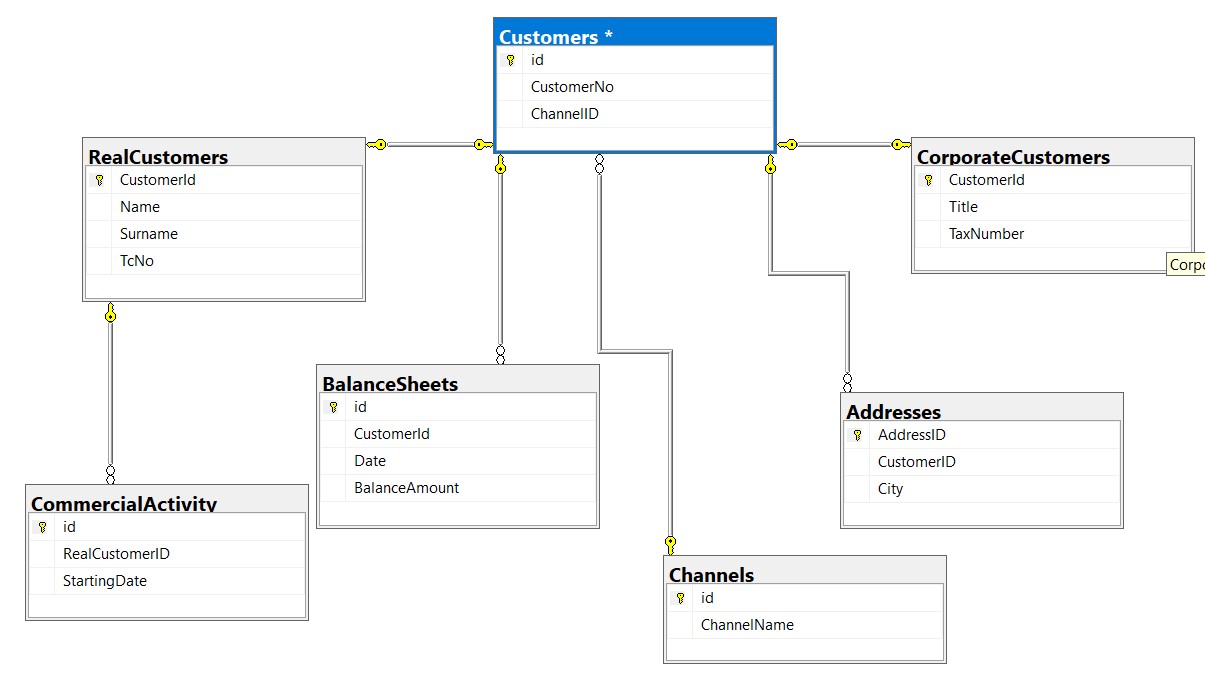 Customers *
id
CustomerNo
ChannelID
RealCustomers
CustomerId
Name
Surname
TcNo
CorporateCustomers
CustomerId
Title
TaxNumber
Corpo
BalanceSheets
id
CustomerId
Date
BalanceAmount
Addresses
AddressID
CustomerID
City
CommercialActivity
id
RealCustomerID
StartingDate
Channels
id
ChannelName